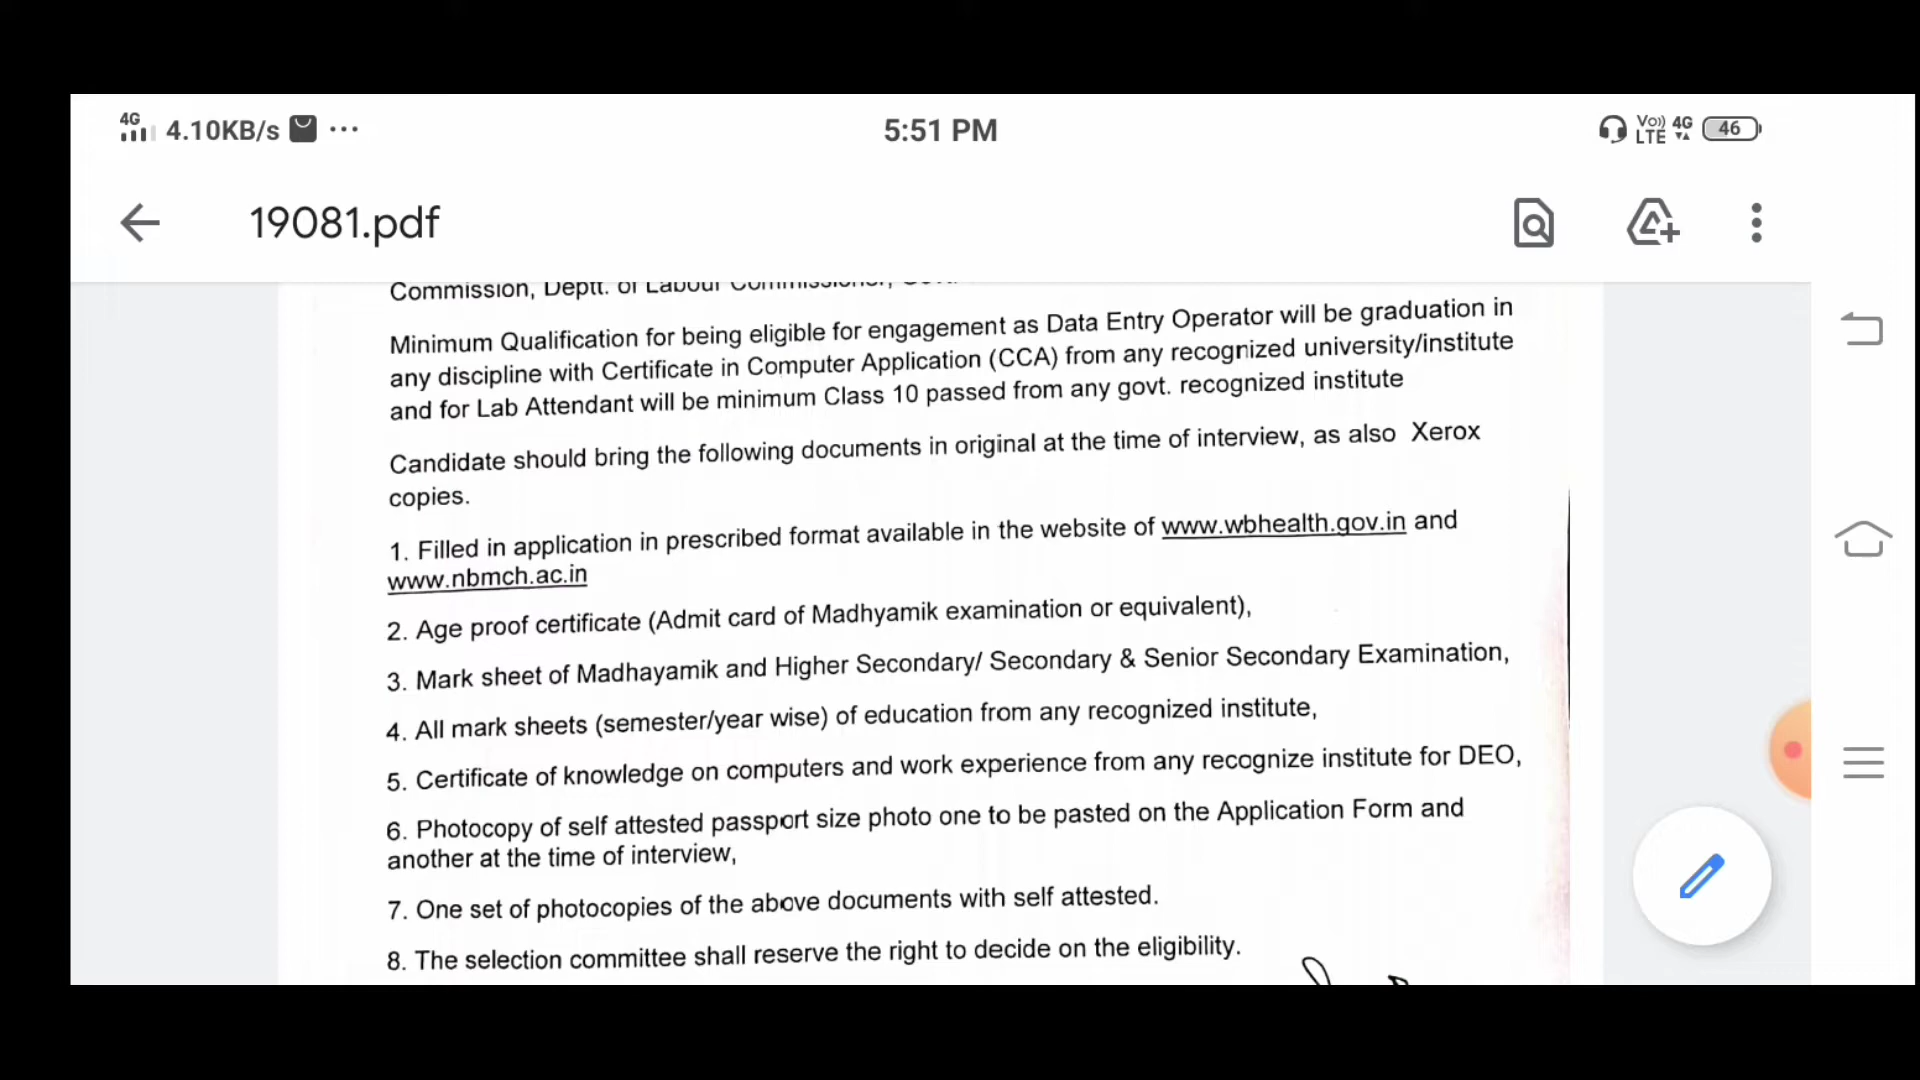 4G 4.10KB/s ... 5:51 PM Vo)) LTE 4G 46
19081.pdf
Commission, Deptt. of Labour Commissioner,
Minimum Qualification for being eligible for engagement as Data Entry Operator will be graduation in
any discipline with Certificate in Computer Application (CCA) from any recognized university/institute
and for Lab Attendant will be minimum Class 10 passed from any govt. recognized institute
Candidate should bring the following documents in original at the time of interview, as also Xerox
copies.
1. Filled in application in prescribed format available in the website of www.wbhealth.gov.in and
www.nbmch.ac.in
2. Age proof certificate (Admit card of Madhyamik examination or equivalent),
3. Mark sheet of Madhayamik and Higher Secondary/ Secondary & Senior Secondary Examination,
4. All mark sheets (semester/year wise) of education from any recognized institute,
5. Certificate of knowledge on computers and work experience from any recognize institute for DEO,
6. Photocopy of self attested passport size photo one to be pasted on the Application Form and
another at the time of interview,
7. One set of photocopies of the above documents with self attested.
8. The selection committee shall reserve the right to decide on the eligibility.